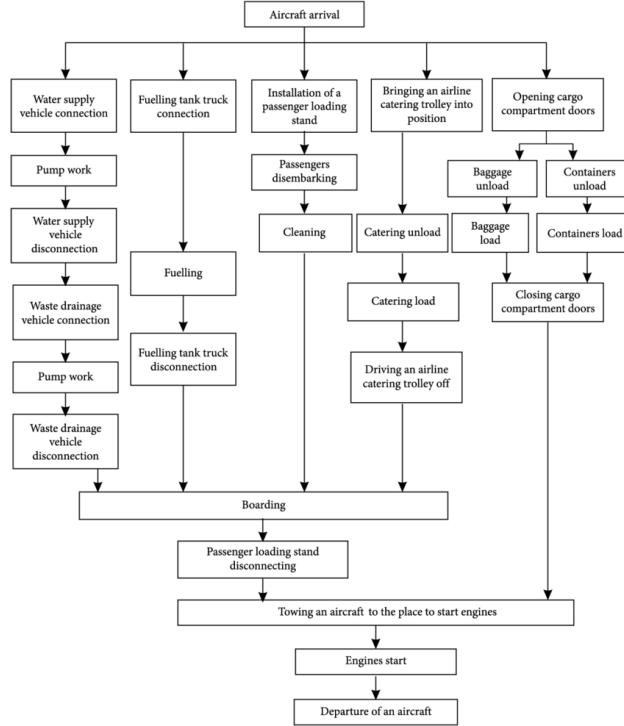 Aircraft arrival
Water supply
vehicle connection
Fuelling tank truck
connection
Installation of a
passenger loading
stand
Bringing an airline
catering trolley into
position
Opening cargo
compartment doors
Pump work
Passengers
disembarking
Baggage
unload
Containers
unload
Water supply
vehicle
disconnection
Cleaning
Catering unload
Baggage
load
Containers load
Fuelling
Waste drainage
vehicle connection
Catering load
Closing cargo
compartment doors
Fuelling tank truck
disconnection
Pump work
Driving an airline
catering trolley off
Waste drainage
vehicle
disconnection
Boarding
Passenger loading stand
disconnecting
Towing an aircraft to the place to start engines
Engines start
Departure of an aircraft